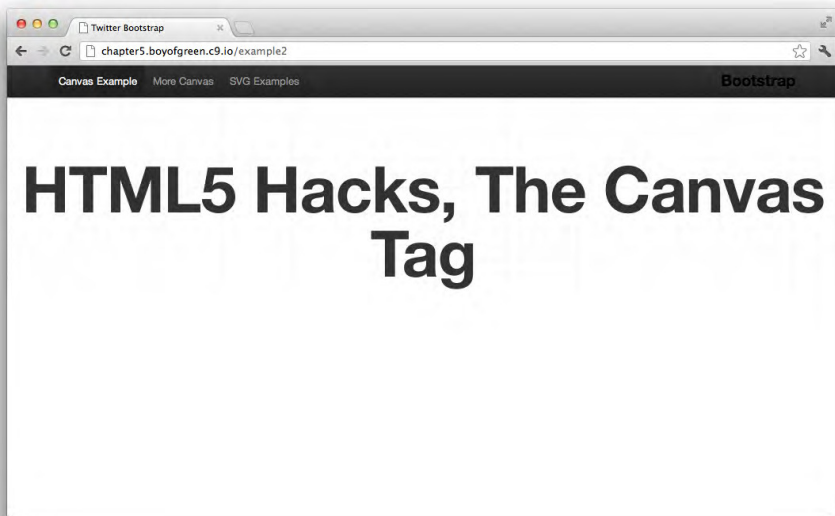 Twitter Bootstrap
chapter5.boyofgreen.c9.io/example2
Canvas Example More Canvas SVG Examples Bootstrap
HTML5 Hacks, The Canvas
Tag